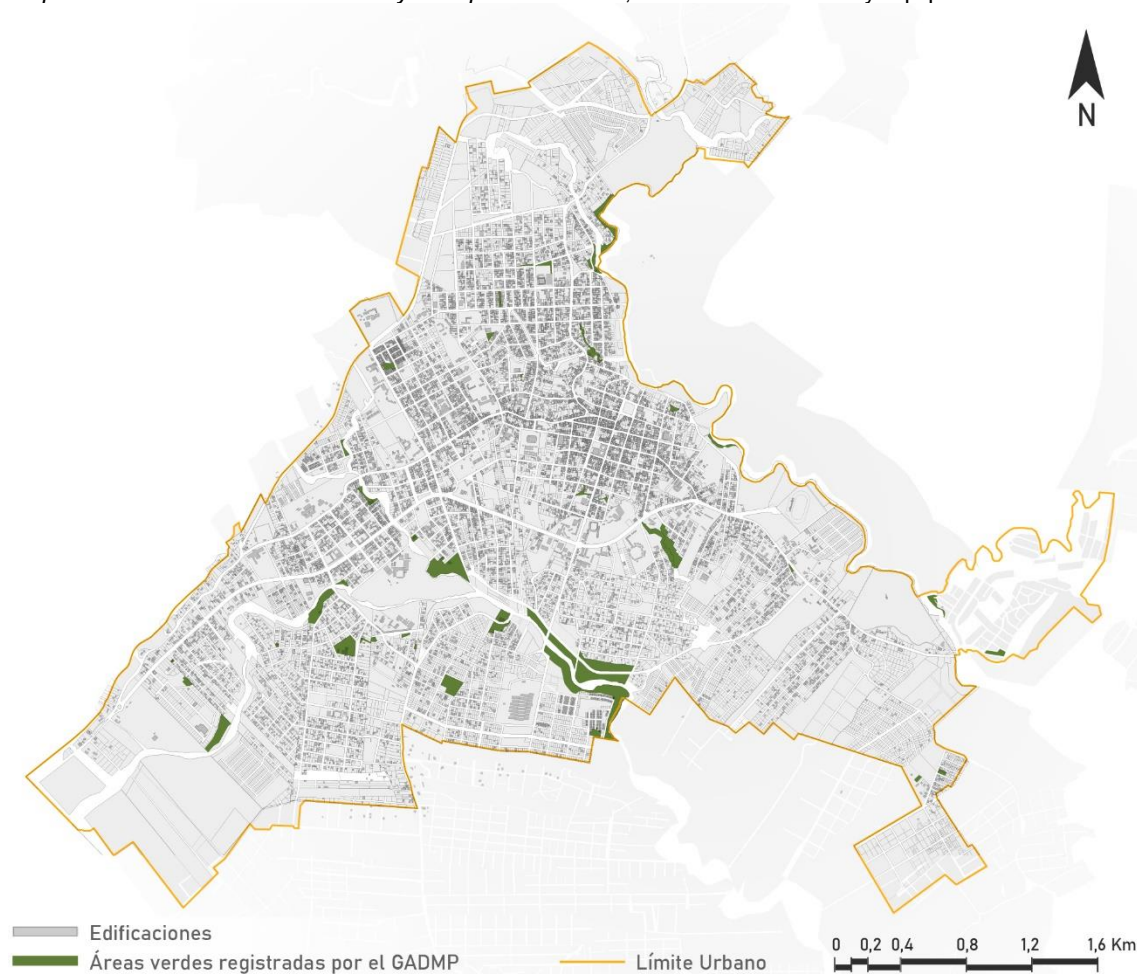 N
Edificaciones
Áreas verdes registradas por el GADMP
Límite Urbano
0 0,2 0,4 0,8 1,2 1,6 Km